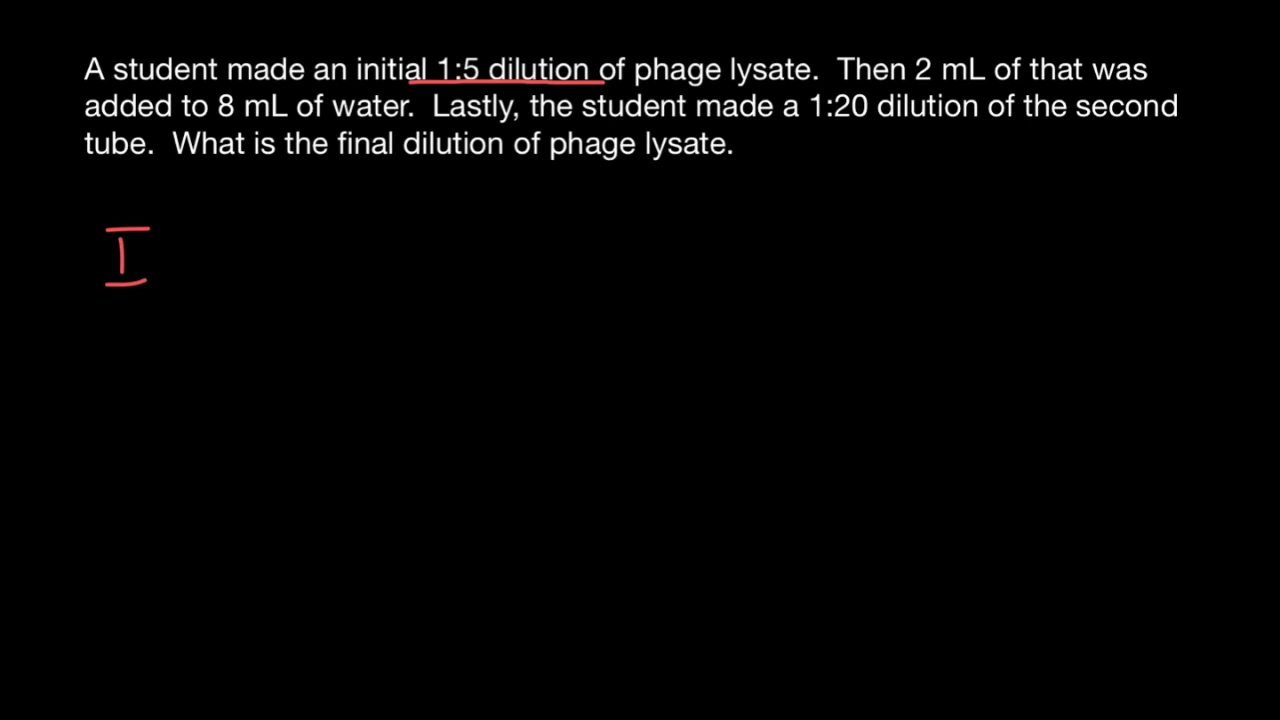 A student made an initial 1:5 dilution of phage lysate.  Then 2 mL of that was
added to 8 mL of water.  Lastly, the student made a 1:20 dilution of the second
tube.  What is the final dilution of phage lysate.
I